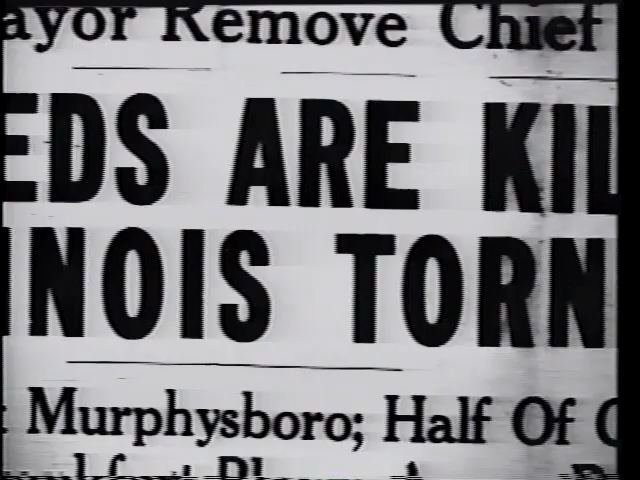 ayor Remove Chief
EDS ARE KIL
INOIS TORN
: Murphysboro; Half Of C